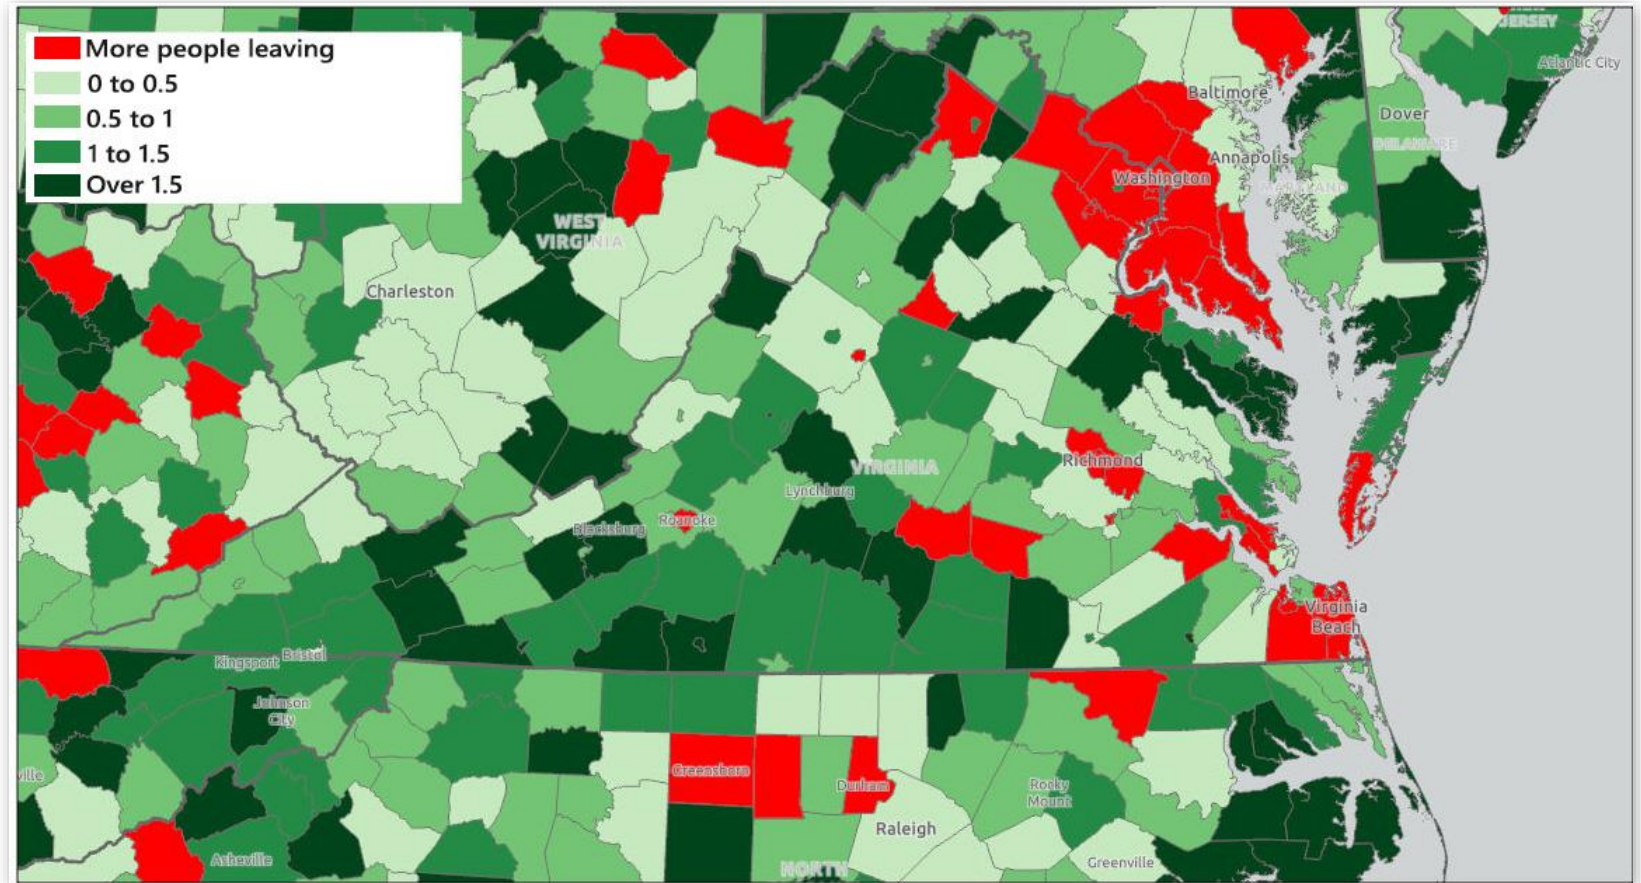 More people leaving
0 to 0.5
0.5 to 1
1 to 1.5
Over 1.5
JERSEY
Atlantic City
Baltimore
Dover
DELAWARE
Annapolis
Washington
MARYLAND
WEST
VIRGINIA
Charleston
Richmond
VIRGINIA
Lynchburg
Roanoke
Blacksburg
Virginia
Beach
Kingsport
Bristol
Johnson
City
Greensboro
Durham
ville
Rocky
Mount
Raleigh
Asheville
Greenville
NORTH